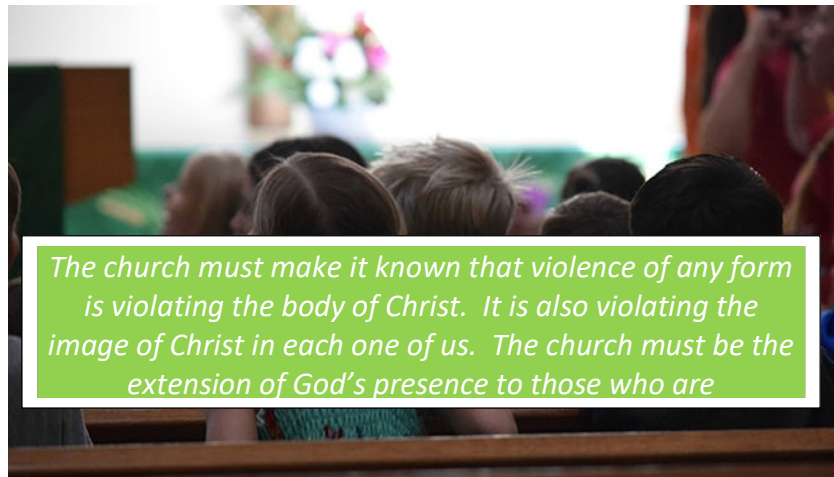 The church must make it known that violence of any form
is violating the body of Christ.  It is also violating the
image of Christ in each one of us.  The church must be the
extension of God’s presence to those who are